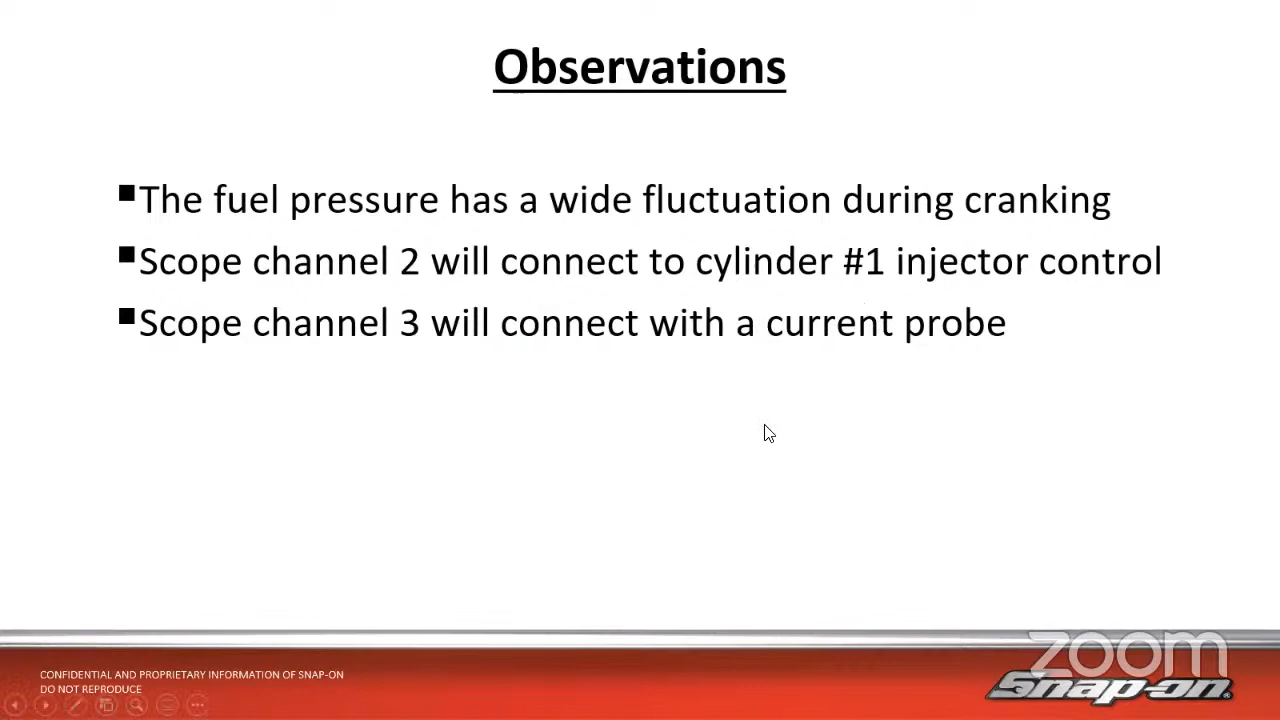 Observations
▪The fuel pressure has a wide fluctuation during cranking
▪Scope channel 2 will connect to cylinder #1 injector control
▪Scope channel 3 will connect with a current probe
CONFIDENTIAL AND PROPRIETARY INFORMATION OF SNAP-ON
DO NOT REPRODUCE
zoom
Snap-on